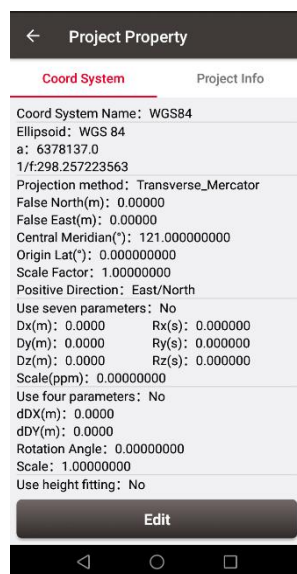 Project Property
Coord System Project Info
Coord System Name: WGS84
Ellipsoid: WGS 84
a: 6378137.0
1/f:298.257223563
Projection method: Transverse_Mercator
False North(m): 0.00000
False East(m): 0.00000
Central Meridian(°): 121.000000000
Origin Lat(°): 0.000000000
Scale Factor: 1.00000000
Positive Direction: East/North
Use seven parameters: No
Dx(m): 0.0000 Rx(s): 0.000000
Dy(m): 0.0000 Ry(s): 0.000000
Dz(m): 0.0000 Rz(s): 0.000000
Scale(ppm): 0.00000000
Use four parameters: No
dDX(m): 0.0000
dDY(m): 0.0000
Rotation Angle: 0.00000000
Scale: 1.00000000
Use height fitting: No
Edit